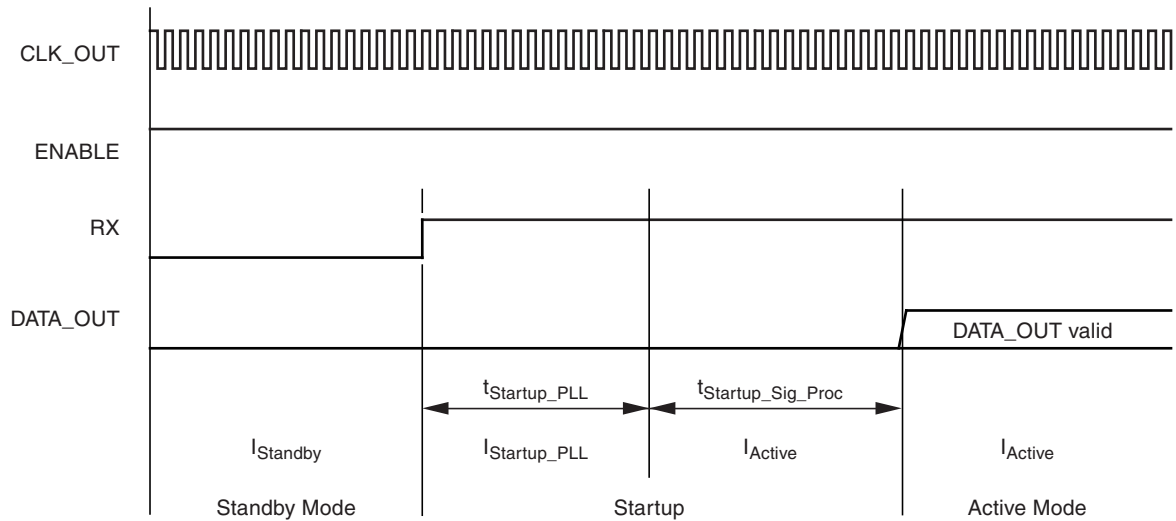 CLK_OUT
ENABLE
RX
DATA_OUT
DATA_OUT valid
tStartup_PLL
tStartup_Sig_Proc
IStandby
IStartup_PLL
IActive
IActive
Standby Mode
Startup
Active Mode